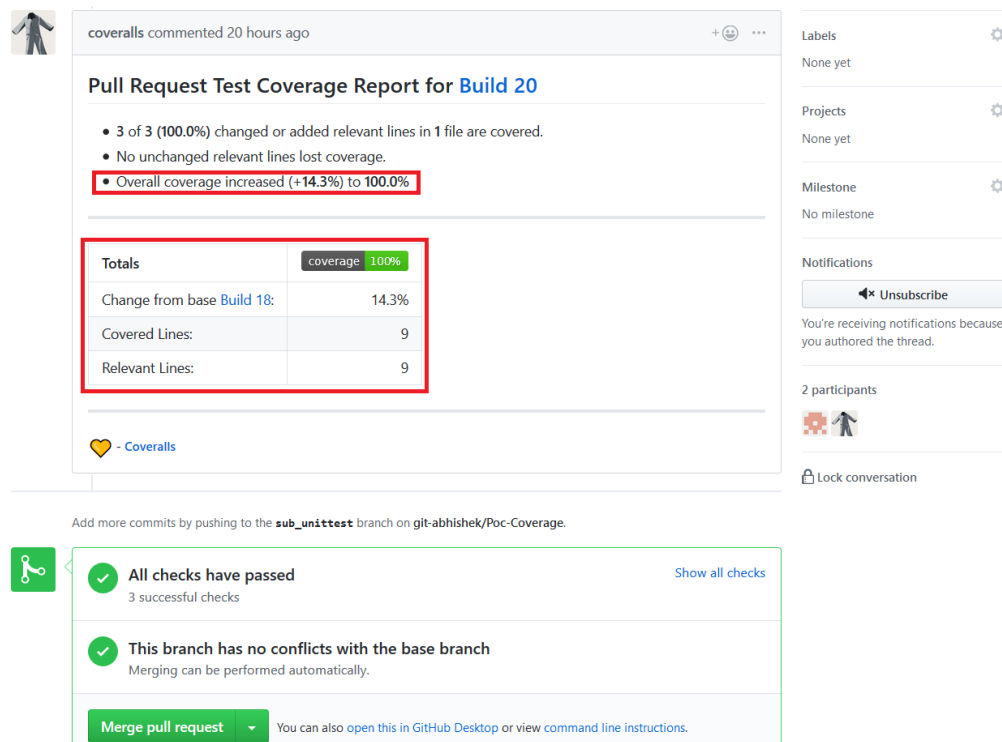 coveralls commented 20 hours ago
Pull Request Test Coverage Report for Build 20
3 of 3 (100.0%) changed or added relevant lines in 1 file are covered.
No unchanged relevant lines lost coverage.
Overall coverage increased (+14.3%) to 100.0%
Totals coverage 100%
Change from base Build 18: 14.3%
Covered Lines: 9
Relevant Lines: 9
- Coveralls
Add more commits by pushing to the sub_unittest branch on git-abhishek/Poc-Coverage.
All checks have passed
Show all checks
3 successful checks
This branch has no conflicts with the base branch
Merging can be performed automatically.
Merge pull request
You can also open this in GitHub Desktop or view command line instructions.
Labels
None yet
Projects
None yet
Milestone
No milestone
Notifications
Unsubscribe
You're receiving notifications because
you authored the thread.
2 participants
Lock conversation